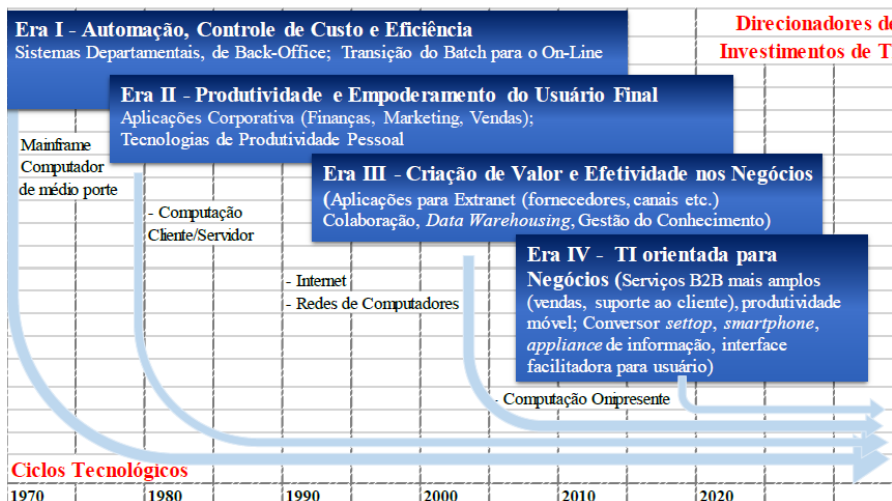 Era I - Automação, Controle de Custo e Eficiência
Sistemas Departamentais, de Back-Office; Transição do Batch para o On-Line
Direcionadores
Investimentos de
Era II - Produtividade e Empoderamento do Usuário Final
Aplicações Corporativa (Finanças, Marketing, Vendas);
Tecnologias de Produtividade Pessoal
Mainframe
Computador
de médio porte
Era III - Criação de Valor e Efetividade nos Negócios
(Aplicações para Extranet (fornecedores, canais etc.)
Colaboração, Data Warehousing, Gestão do Conhecimento)
- Computação
Cliente/Servidor
Era IV - TI orientada para
Negócios (Serviços B2B mais amplos
(vendas, suporte ao cliente), produtividade
móvel; Conversor settop, smartphone,
appliance de informação, interface
facilitadora para usuário)
- Internet
- Redes de Computadores
- Computação Onipresente
Ciclos Tecnológicos
1970 1980 1990 2000 2010 2020